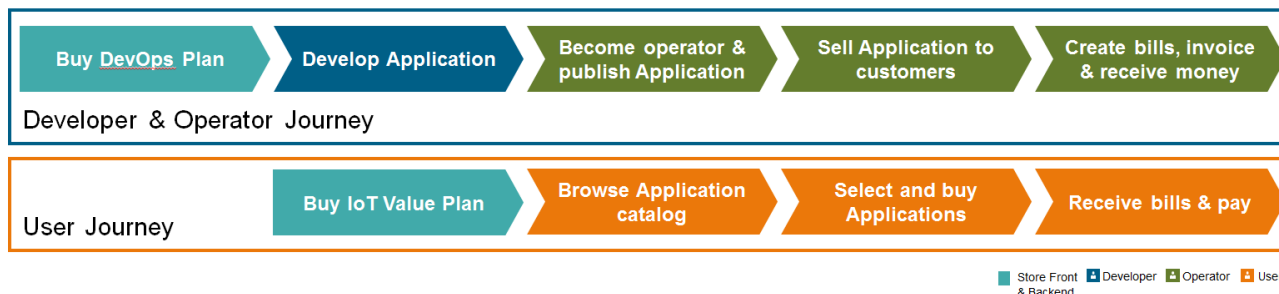 Buy DevOps Plan
Develop Application
Become operator &
publish Application
Sell Application to
customers
Create bills, invoice
& receive money
Developer & Operator Journey
Buy IoT Value Plan
Browse Application
catalog
Select and buy
Applications
Receive bills & pay
User Journey
Store Front
& Backend
Developer
Operator
Use